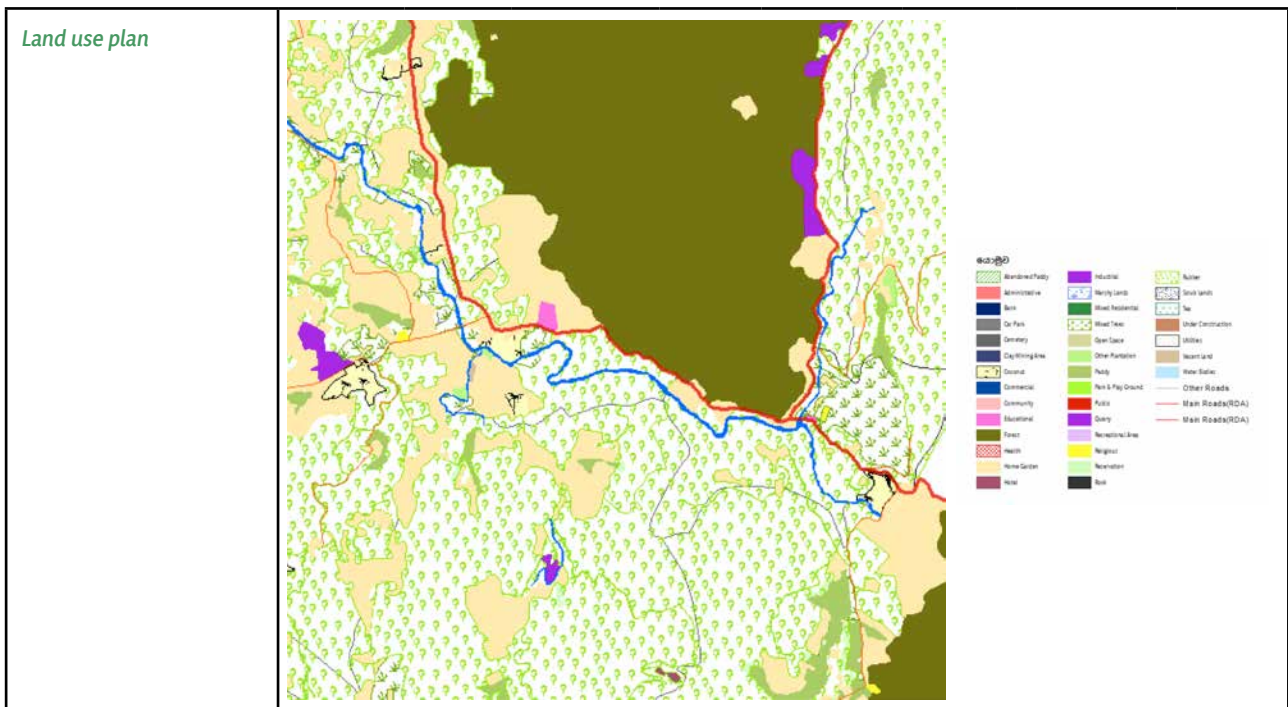 Land use plan
යොමුව
Abandoned Paddy
Administrative
Car Park
Cemetery
Clay Mining Area
Coconut
Commercial
Community
Educational
Forest
Health
Home Garden
Hotel
Industrial
Marshy Lands
Mixed Residential
Mixed Trees
Open Space
Other Plantation
Paddy
Park & Play Ground
Public
Quarry
Recreational Area
Religious
Reservation
Rock
Rubber
Scrub lands
Tea
Under Construction
Utilities
Vacant Land
Water Bodies
Other Roads
Main Roads(RDA)
Main Roads(RDA)